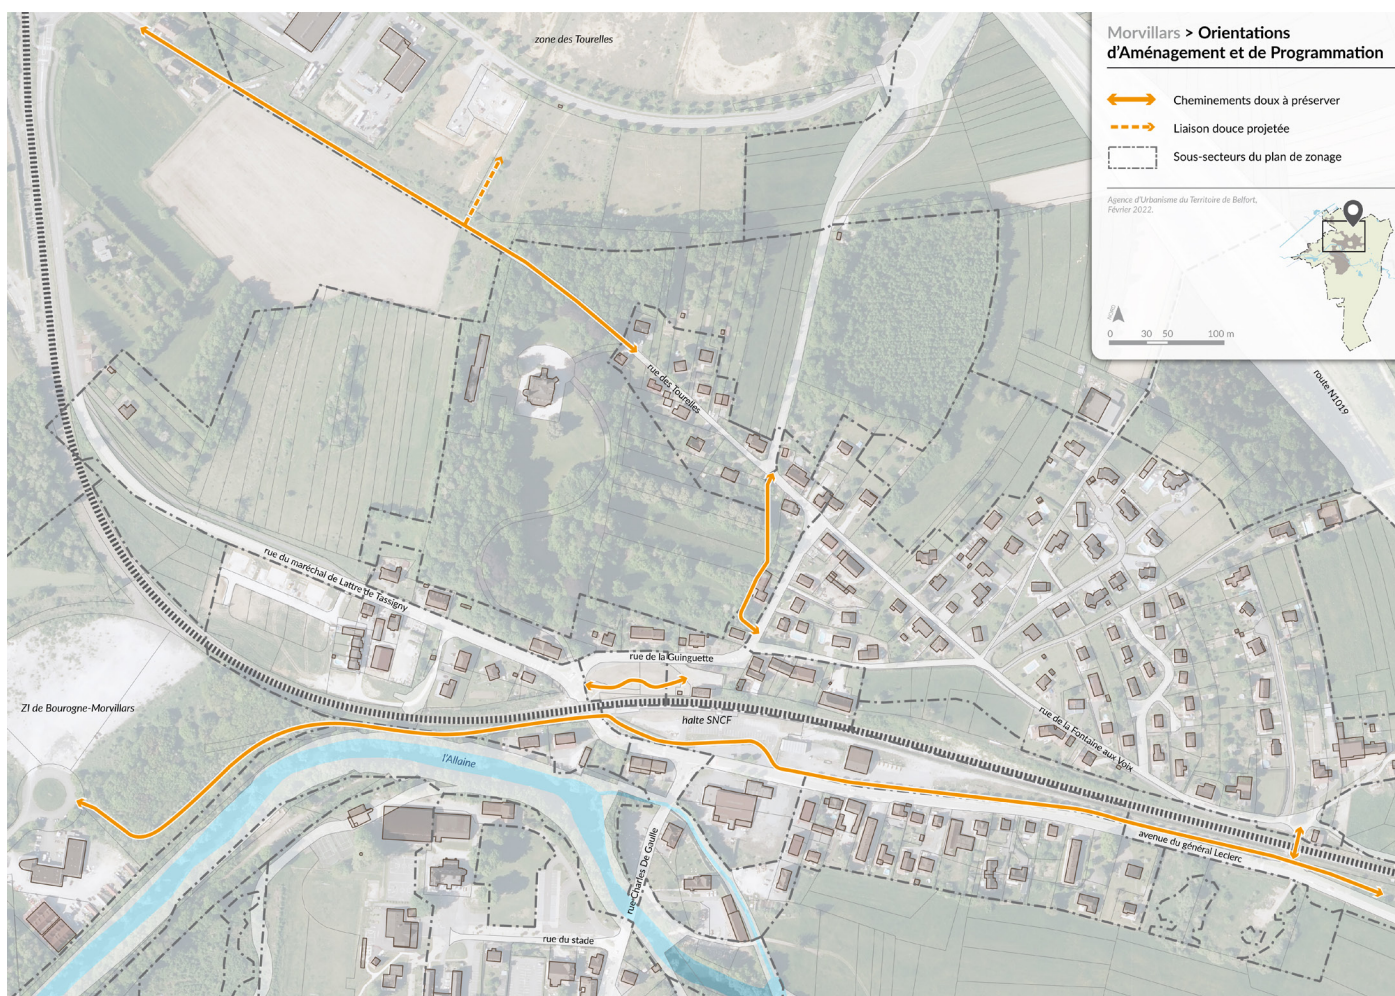 zone des Tourelles
Morvillars > Orientations
d'Aménagement et de Programmation
Cheminements doux à préserver
Liaison douce projetée
Sous-secteurs du plan de zonage
Agence d'Urbanisme du Territoire de Belfort,
Février 2022.
Nord
0 30 50 100 m
route N1019
rue des Tourelles
rue du maréchal de Lattre de Tassigny
rue de la Guinguette
ZI de Bourogne-Morvillars
halte SNCF
rue de la Fontaine aux Voix
l'Allaine
avenue du général Leclerc
rue Charles De Gaulle
rue du stade